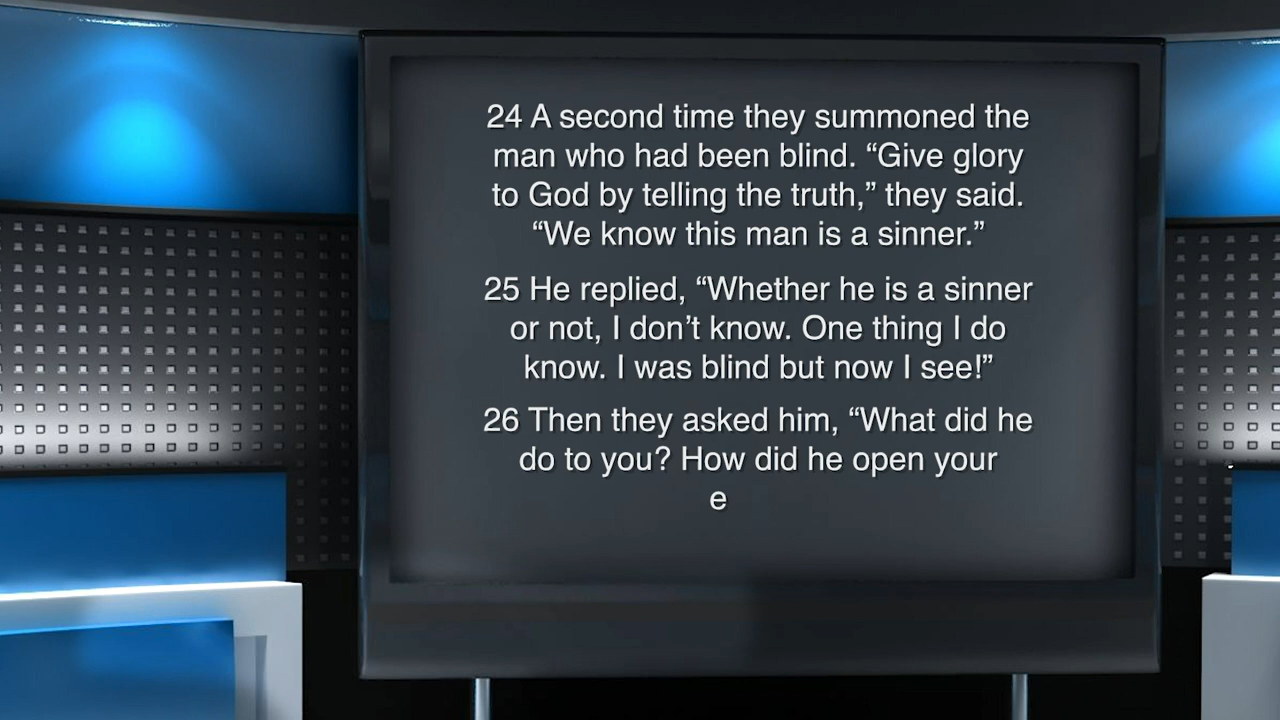 24 A second time they summoned the
man who had been blind. “Give glory
to God by telling the truth,” they said.
“We know this man is a sinner.”
25 He replied, “Whether he is a sinner
or not, I don’t know. One thing I do
know. I was blind but now I see!”
26 Then they asked him, “What did he
do to you? How did he open your
e